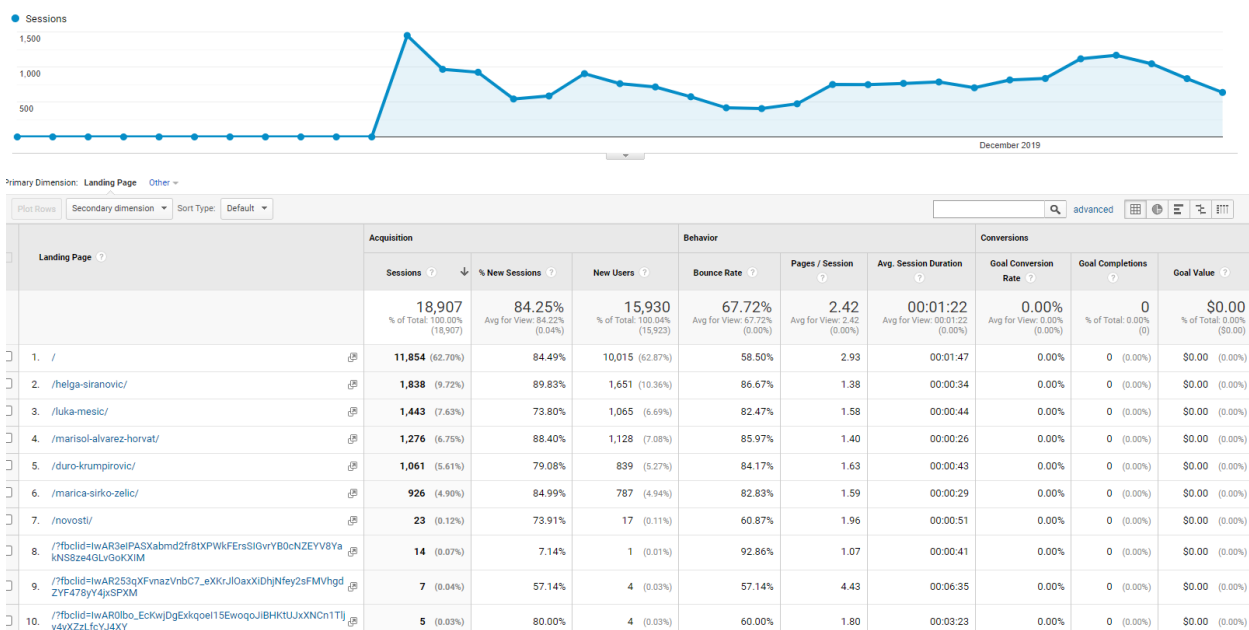 Sessions
1,500
1,000
500
December 2019
Primary Dimension: Landing Page Other
Plot Rows Secondary dimension Sort Type: Default advanced
Landing Page ? Acquisition Behavior Conversions
Sessions ? % New Sessions ? New Users ? Bounce Rate ? Pages / Session ? Avg. Session Duration ? Goal Conversion Rate ? Goal Completions ? Goal Value ?
18,907 84.25% 15,930 67.72% 2.42 00:01:22 0.00% 0 $0.00
% of Total: 100.00% Avg for View: 84.22% % of Total: 100.04% Avg for View: 67.72% Avg for View: 2.42 Avg for View: 00:01:22 Avg for View: 0.00% % of Total: 0.00% % of Total: 0.00%
(18,907) (0.04%) (15,923) (0.00%) (0.00%) (0.00%) (0.00%) (0) ($0.00)
1. / 11,854 (62.70%) 84.49% 10,015 (62.87%) 58.50% 2.93 00:01:47 0.00% 0 (0.00%) $0.00 (0.00%)
2. /helga-siranovic/ 1,838 (9.72%) 89.83% 1,651 (10.36%) 86.67% 1.38 00:00:34 0.00% 0 (0.00%) $0.00 (0.00%)
3. /luka-mesic/ 1,443 (7.63%) 73.80% 1,065 (6.69%) 82.47% 1.58 00:00:44 0.00% 0 (0.00%) $0.00 (0.00%)
4. /marisol-alvarez-horvat/ 1,276 (6.75%) 88.40% 1,128 (7.08%) 85.97% 1.40 00:00:26 0.00% 0 (0.00%) $0.00 (0.00%)
5. /duro-krumpirovic/ 1,061 (5.61%) 79.08% 839 (5.27%) 84.17% 1.63 00:00:43 0.00% 0 (0.00%) $0.00 (0.00%)
6. /marica-sirko-zelic/ 926 (4.90%) 84.99% 787 (4.94%) 82.83% 1.59 00:00:29 0.00% 0 (0.00%) $0.00 (0.00%)
7. /novosti/ 23 (0.12%) 73.91% 17 (0.11%) 60.87% 1.96 00:00:51 0.00% 0 (0.00%) $0.00 (0.00%)
8. /?fbclid=IwAR3eIPASXabmd2fr8tXPWkFErsSIGvrYB0cNZEYV8Ya
kNS8ze4GLvGoKXIM 14 (0.07%) 7.14% 1 (0.01%) 92.86% 1.07 00:00:41 0.00% 0 (0.00%) $0.00 (0.00%)
9. /?fbclid=IwAR253qXFvnazVnbC7_eXKrJlOaxXiDhjNfey2sFMVhgd
ZYF478yY4jxSPXM 7 (0.04%) 57.14% 4 (0.03%) 57.14% 4.43 00:06:35 0.00% 0 (0.00%) $0.00 (0.00%)
10. /?fbclid=IwAR0lbo_EcKwjDgExkqoeI15EwoqoJiBHKtUJxXNCn1Tlj
v4vXZzLfcYJ4XY 5 (0.03%) 80.00% 4 (0.03%) 60.00% 1.80 00:03:23 0.00% 0 (0.00%) $0.00 (0.00%)